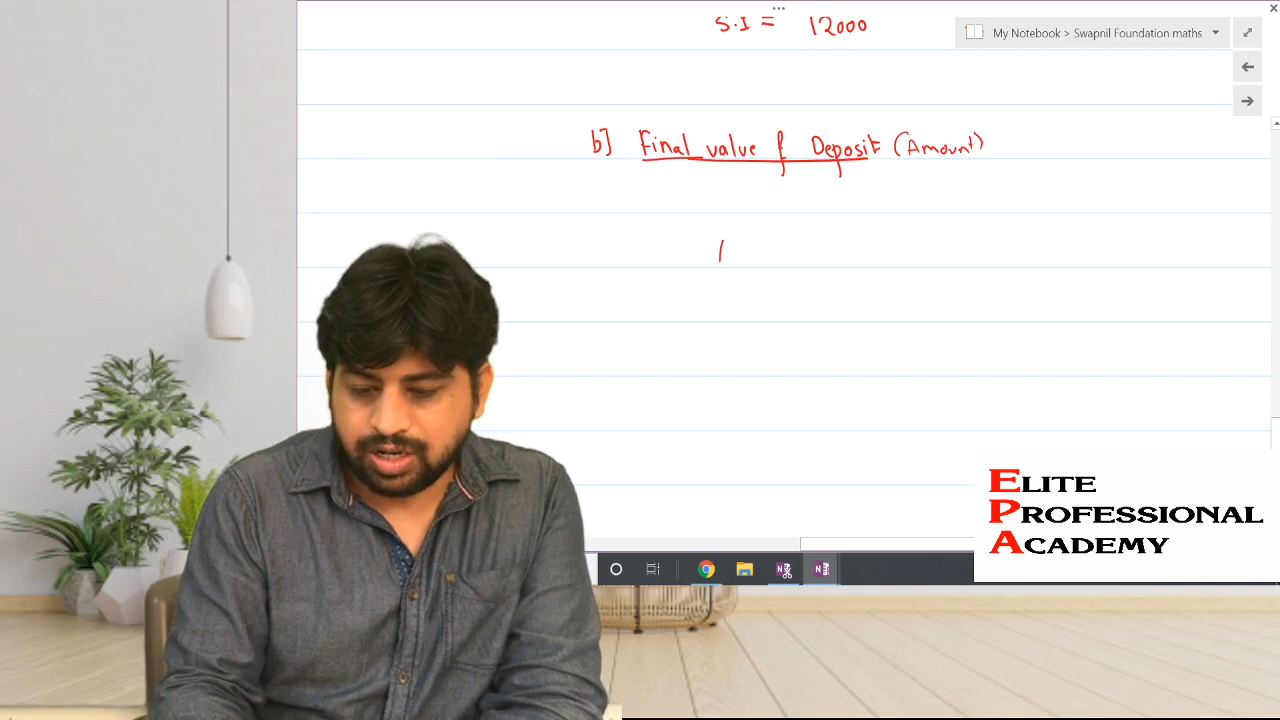 S.I = 12000
My Notebook > Swapnil Foundation maths
b] Final value of Deposit (Amount)
ELITE
PROFESSIONAL
ACADEMY